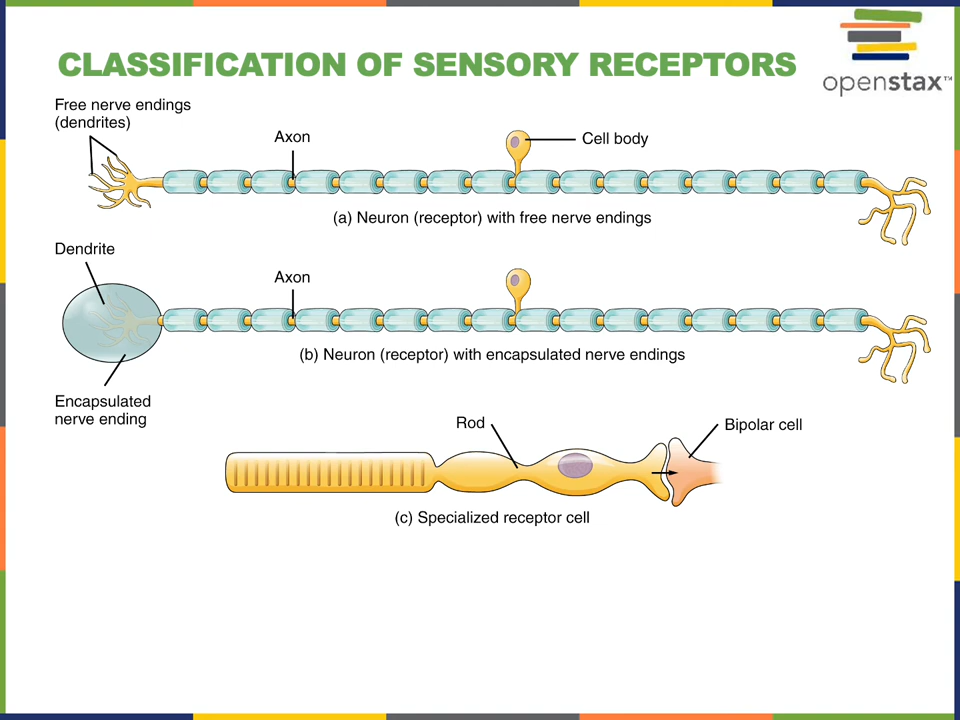 CLASSIFICATION OF SENSORY RECEPTORS
openstax™
Free nerve endings
(dendrites)
Axon
Cell body
(a) Neuron (receptor) with free nerve endings
Dendrite
Axon
(b) Neuron (receptor) with encapsulated nerve endings
Encapsulated
nerve ending
Rod
Bipolar cell
(c) Specialized receptor cell